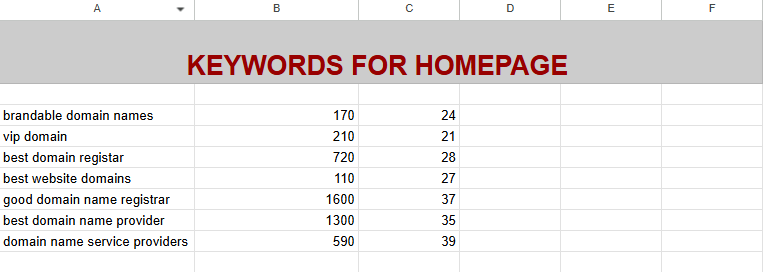 A B C D E F
KEYWORDS FOR HOMEPAGE
brandable domain names 170 24
vip domain 210 21
best domain registar 720 28
best website domains 110 27
good domain name registrar 1600 37
best domain name provider 1300 35
domain name service providers 590 39